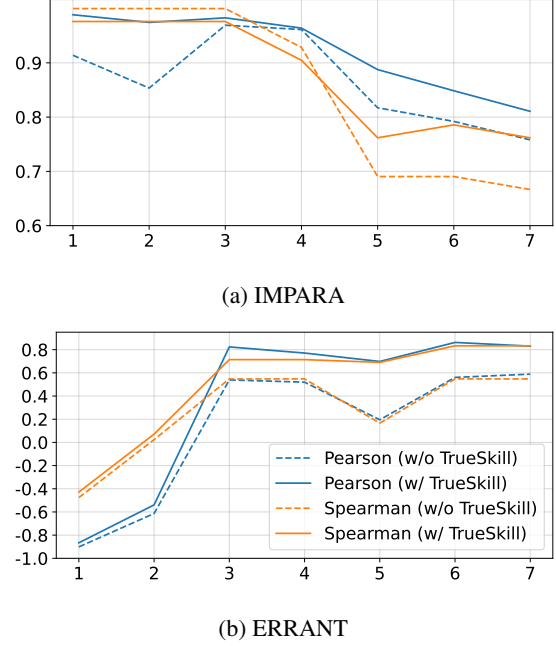 0.9
0.8
0.7
0.6
1 2 3 4 5 6 7
(a) IMPARA
0.8
0.6
0.4
0.2
0.0
-0.2
-0.4
-0.6
-0.8
-1.0
Pearson (w/o TrueSkill)
Pearson (w/ TrueSkill)
Spearman (w/o TrueSkill)
Spearman (w/ TrueSkill)
1 2 3 4 5 6 7
(b) ERRANT